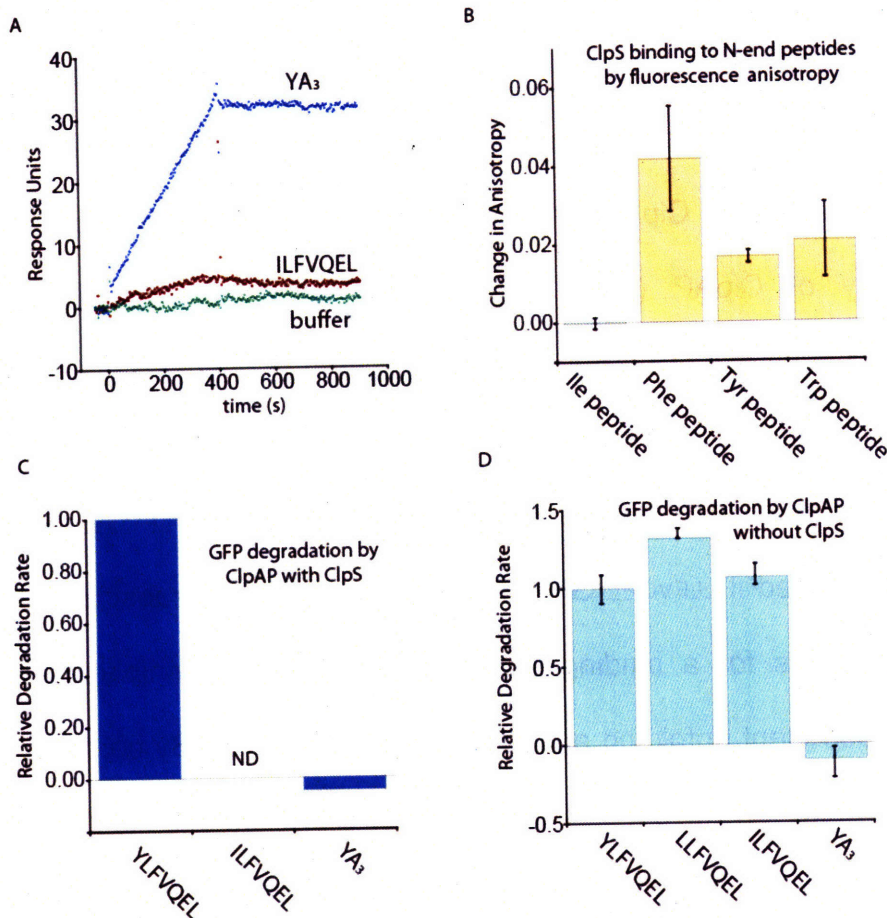 A
40
30
20
10
0
-10
Response Units
YA₃
ILFVQEL
buffer
0 200 400 600 800 1000
time (s)
B
ClpS binding to N-end peptides
by fluorescence anisotropy
0.06
0.04
0.02
0.00
Change in Anisotropy
Ile peptide
Phe peptide
Tyr peptide
Trp peptide
C
GFP degradation by
ClpAP with ClpS
1.00
0.80
0.60
0.40
0.20
0.00
Relative Degradation Rate
ND
YLFVQEL
ILFVQEL
YA₃
D
GFP degradation by ClpAP
without ClpS
1.5
1.0
0.5
0.0
-0.5
Relative Degradation Rate
YLFVQEL
LLFVQEL
ILFVQEL
YA₃